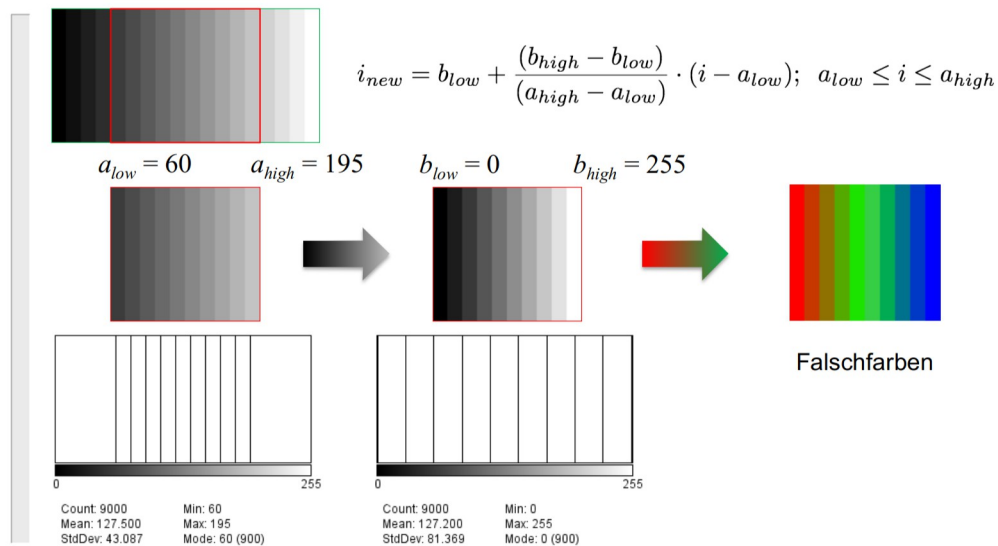 i_new = b_low + (b_high − b_low) / (a_high − a_low) · (i − a_low); a_low ≤ i ≤ a_high
a_low = 60 a_high = 195 b_low = 0 b_high = 255
Falschfarben
0 255 0 255
Count: 9000 Min: 60 Count: 9000 Min: 0
Mean: 127.500 Max: 195 Mean: 127.200 Max: 255
StdDev: 43.087 Mode: 60 (900) StdDev: 81.369 Mode: 0 (900)